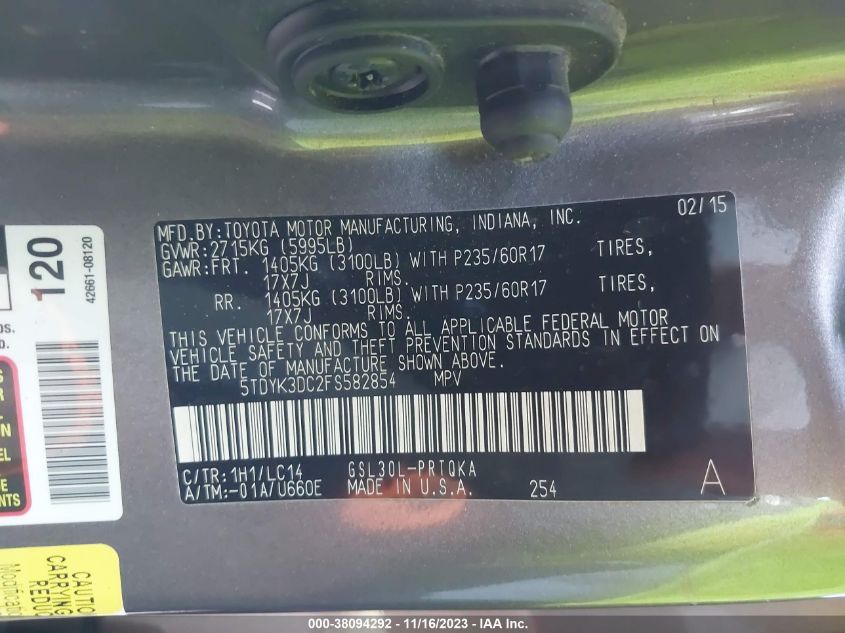 MFD.BY:TOYOTA MOTOR MANUFACTURING, INDIANA, INC. 02/15
GVWR:2715KG (5995LB)
GAWR:FRT. 1405KG (3100LB) WITH P235/60R17 TIRES,
17X7J RIMS.
RR. 1405KG (3100LB) WITH P235/60R17 TIRES,
17X7J RIMS.
THIS VEHICLE CONFORMS TO ALL APPLICABLE FEDERAL MOTOR
VEHICLE SAFETY AND THEFT PREVENTION STANDARDS IN EFFECT ON
THE DATE OF MANUFACTURE SHOWN ABOVE.
5TDYK3DC2FS582854 MPV
C/TR:1H1/LC14 GSL30L-PRTQKA
A/TM:-01A/U660E MADE IN U.S.A. 254 A
120
42661-08120
CAUTIO
CARRYING
REDU
Modificat
000-38094292 - 11/16/2023 - IAA Inc.